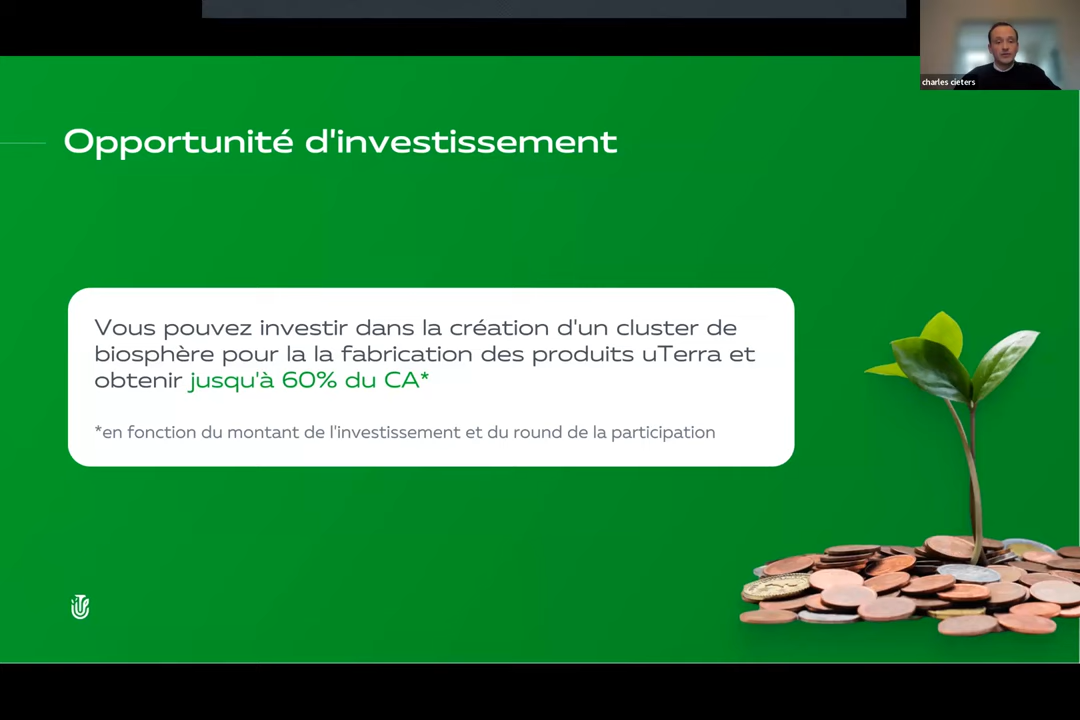 charles cieters
Opportunité d'investissement
Vous pouvez investir dans la création d'un cluster de
biosphère pour la la fabrication des produits uTerra et
obtenir jusqu'à 60% du CA*
*en fonction du montant de l'investissement et du round de la participation